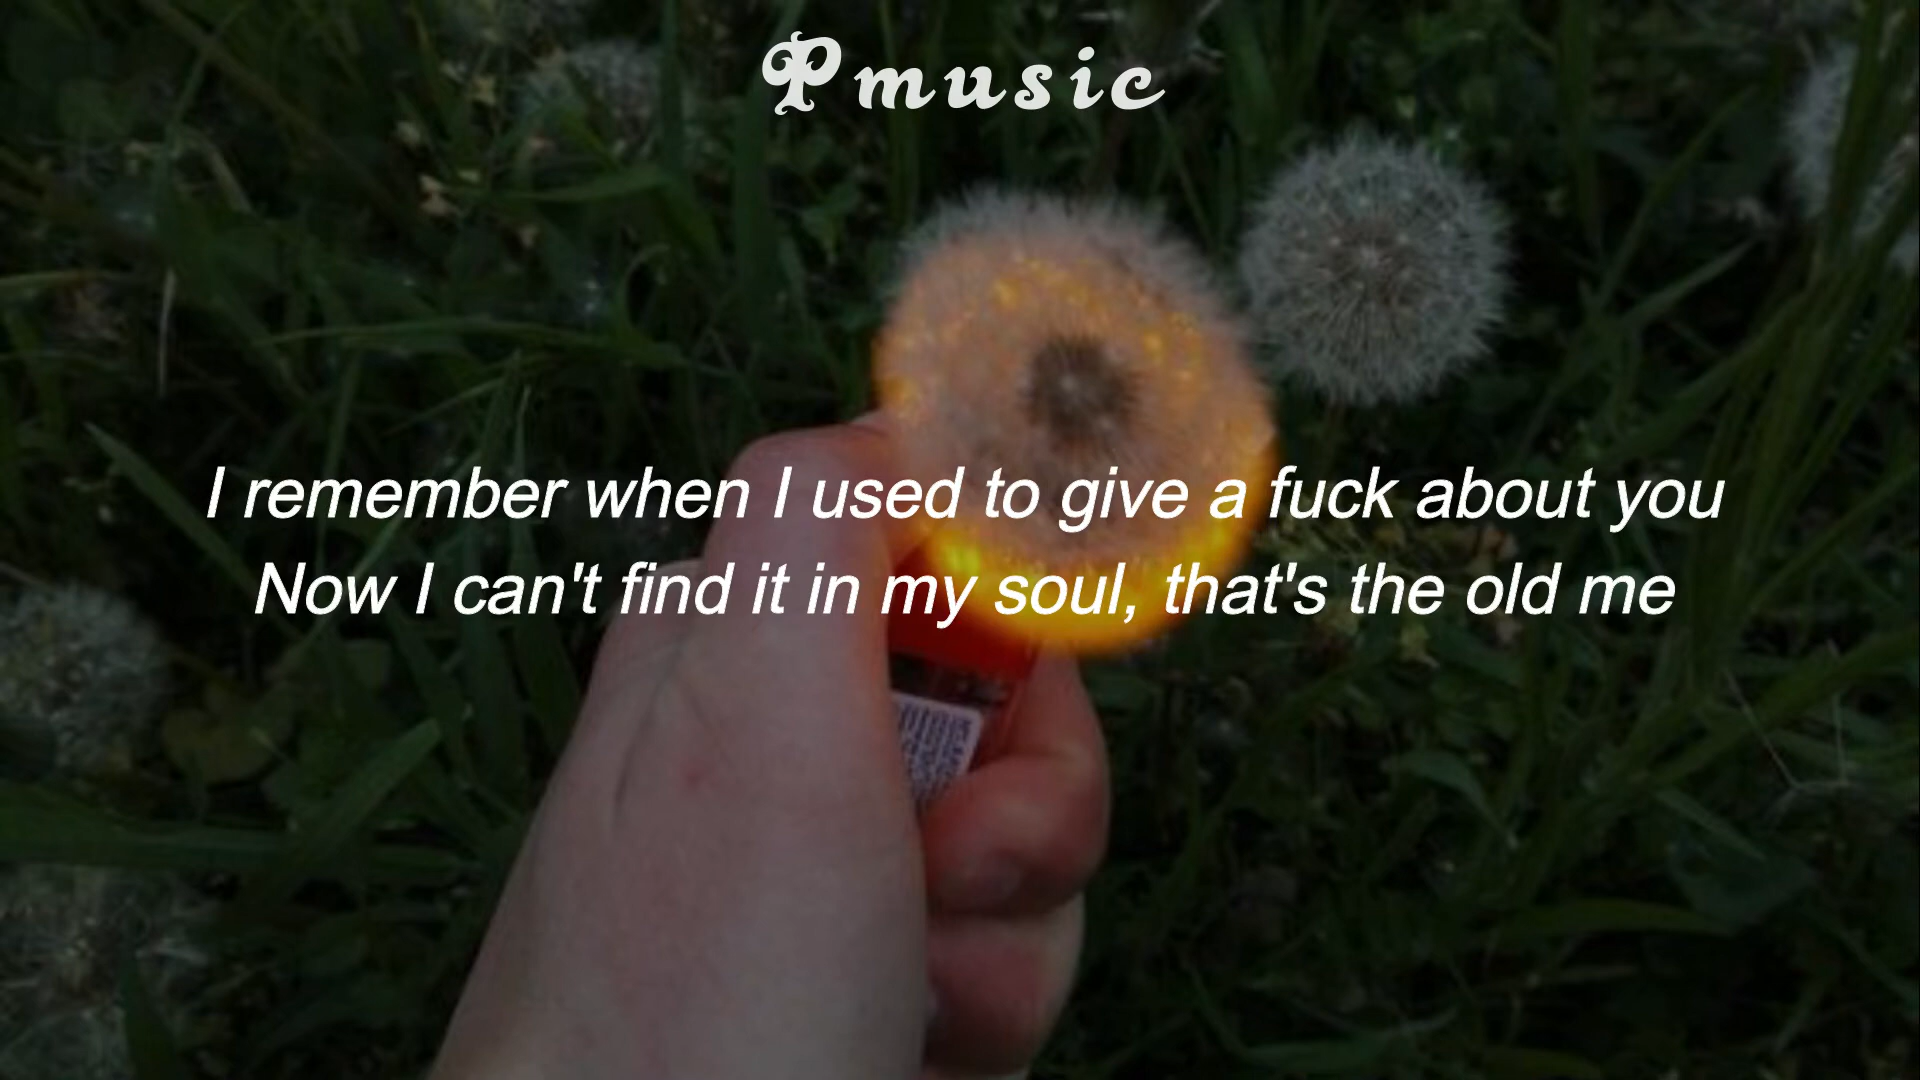 Pmusic
I remember when I used to give a fuck about you
Now I can't find it in my soul, that's the old me